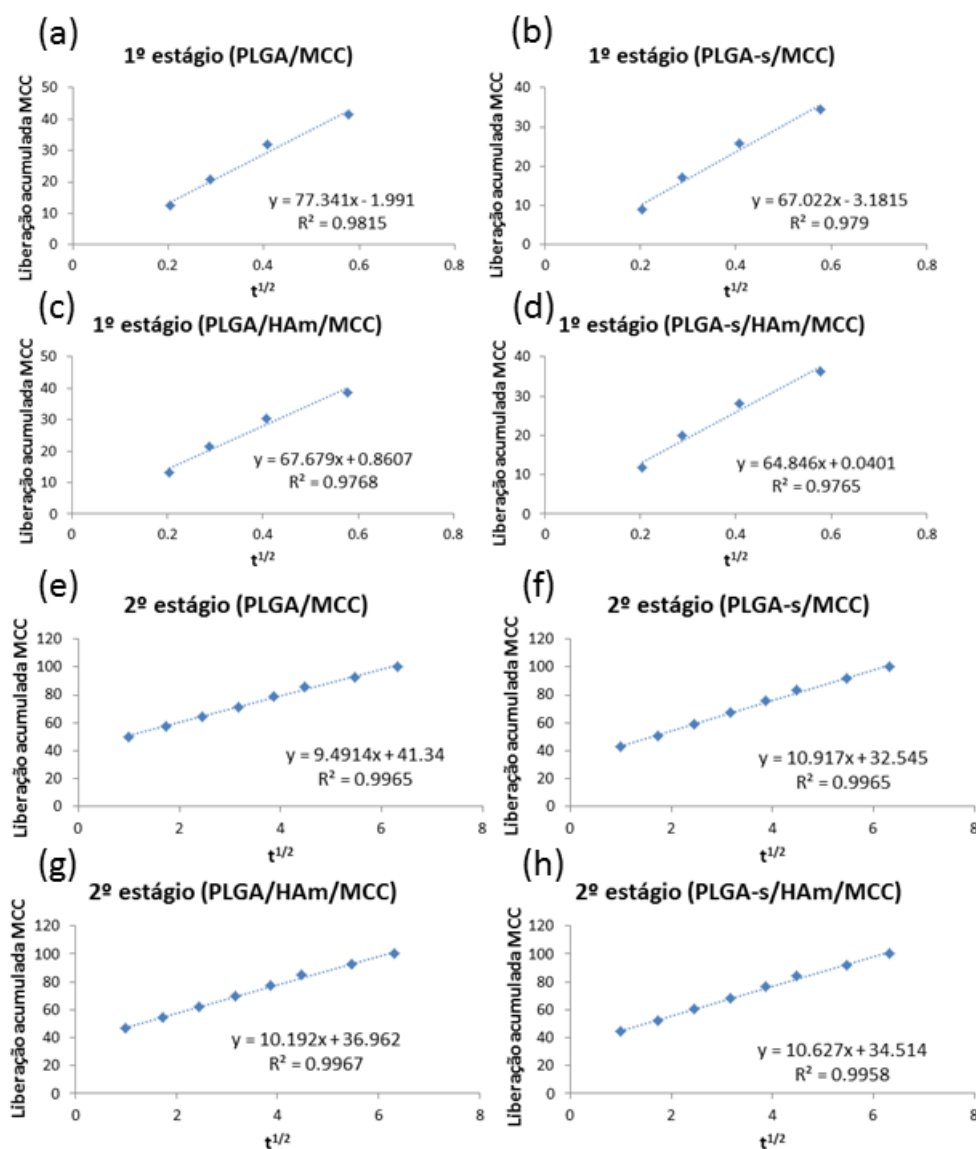 (a)
1º estágio (PLGA/MCC)
Liberação acumulada MCC
50
40
30
20
10
0
y = 77.341x - 1.991
R² = 0.9815
0 0.2 0.4 0.6 0.8
t^1/2
(b)
1º estágio (PLGA-s/MCC)
Liberação acumulada MCC
40
30
20
10
0
y = 67.022x - 3.1815
R² = 0.979
0 0.2 0.4 0.6 0.8
t^1/2
(c)
1º estágio (PLGA/HAm/MCC)
Liberação acumulada MCC
50
40
30
20
10
0
y = 67.679x + 0.8607
R² = 0.9768
0 0.2 0.4 0.6 0.8
t^1/2
(d)
1º estágio (PLGA-s/HAm/MCC)
Liberação acumulada MCC
40
30
20
10
0
y = 64.846x + 0.0401
R² = 0.9765
0 0.2 0.4 0.6 0.8
t^1/2
(e)
2º estágio (PLGA/MCC)
Liberação acumulada MCC
120
100
80
60
40
20
0
y = 9.4914x + 41.34
R² = 0.9965
0 2 4 6 8
t^1/2
(f)
2º estágio (PLGA-s/MCC)
Liberação acumulada MCC
120
100
80
60
40
20
0
y = 10.917x + 32.545
R² = 0.9965
0 2 4 6 8
t^1/2
(g)
2º estágio (PLGA/HAm/MCC)
Liberação acumulada MCC
120
100
80
60
40
20
0
y = 10.192x + 36.962
R² = 0.9967
0 2 4 6 8
t^1/2
(h)
2º estágio (PLGA-s/HAm/MCC)
Liberação acumulada MCC
120
100
80
60
40
20
0
y = 10.627x + 34.514
R² = 0.9958
0 2 4 6 8
t^1/2